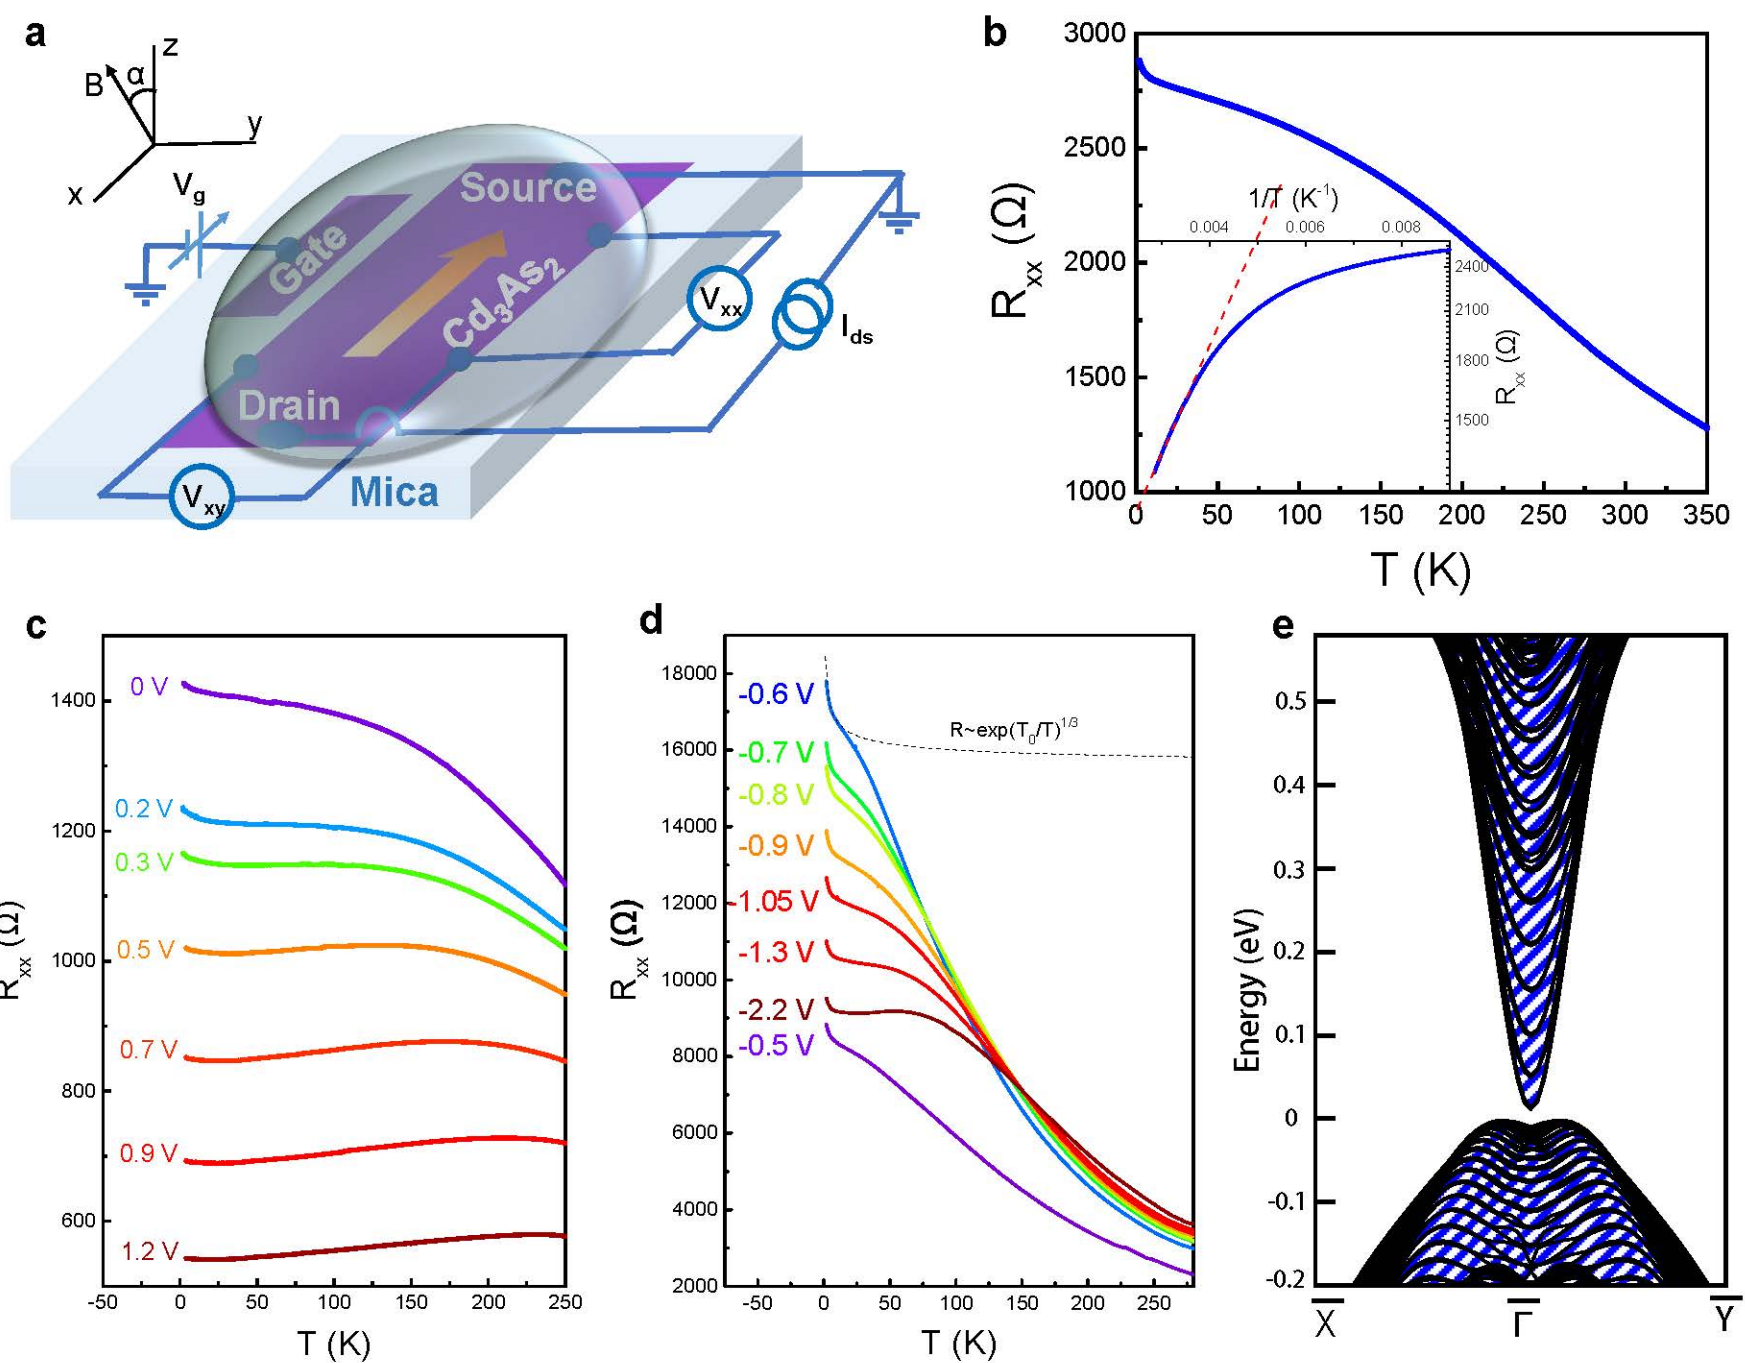 a
z
B
α
y
x
V_g
Source
Gate
Cd₃As₂
V_xx
I_ds
Drain
V_xy
Mica
b
3000
2500
2000
1500
1000
R_xx (Ω)
0
50
100
150
200
250
300
350
T (K)
1/T (K⁻¹)
0.004
0.006
0.008
2400
2100
1800
1500
R_xx (Ω)
c
1400
1200
1000
800
600
R_xx (Ω)
0 V
0.2 V
0.3 V
0.5 V
0.7 V
0.9 V
1.2 V
-50
0
50
100
150
200
250
T (K)
d
18000
16000
14000
12000
10000
8000
6000
4000
2000
R_xx (Ω)
-0.6 V
-0.7 V
-0.8 V
-0.9 V
-1.05 V
-1.3 V
-2.2 V
-0.5 V
R~exp(T₀/T)^1/3
-50
0
50
100
150
200
250
T (K)
e
0.5
0.4
0.3
0.2
0.1
0
-0.1
-0.2
Energy (eV)
X̅
Γ̅
Y̅